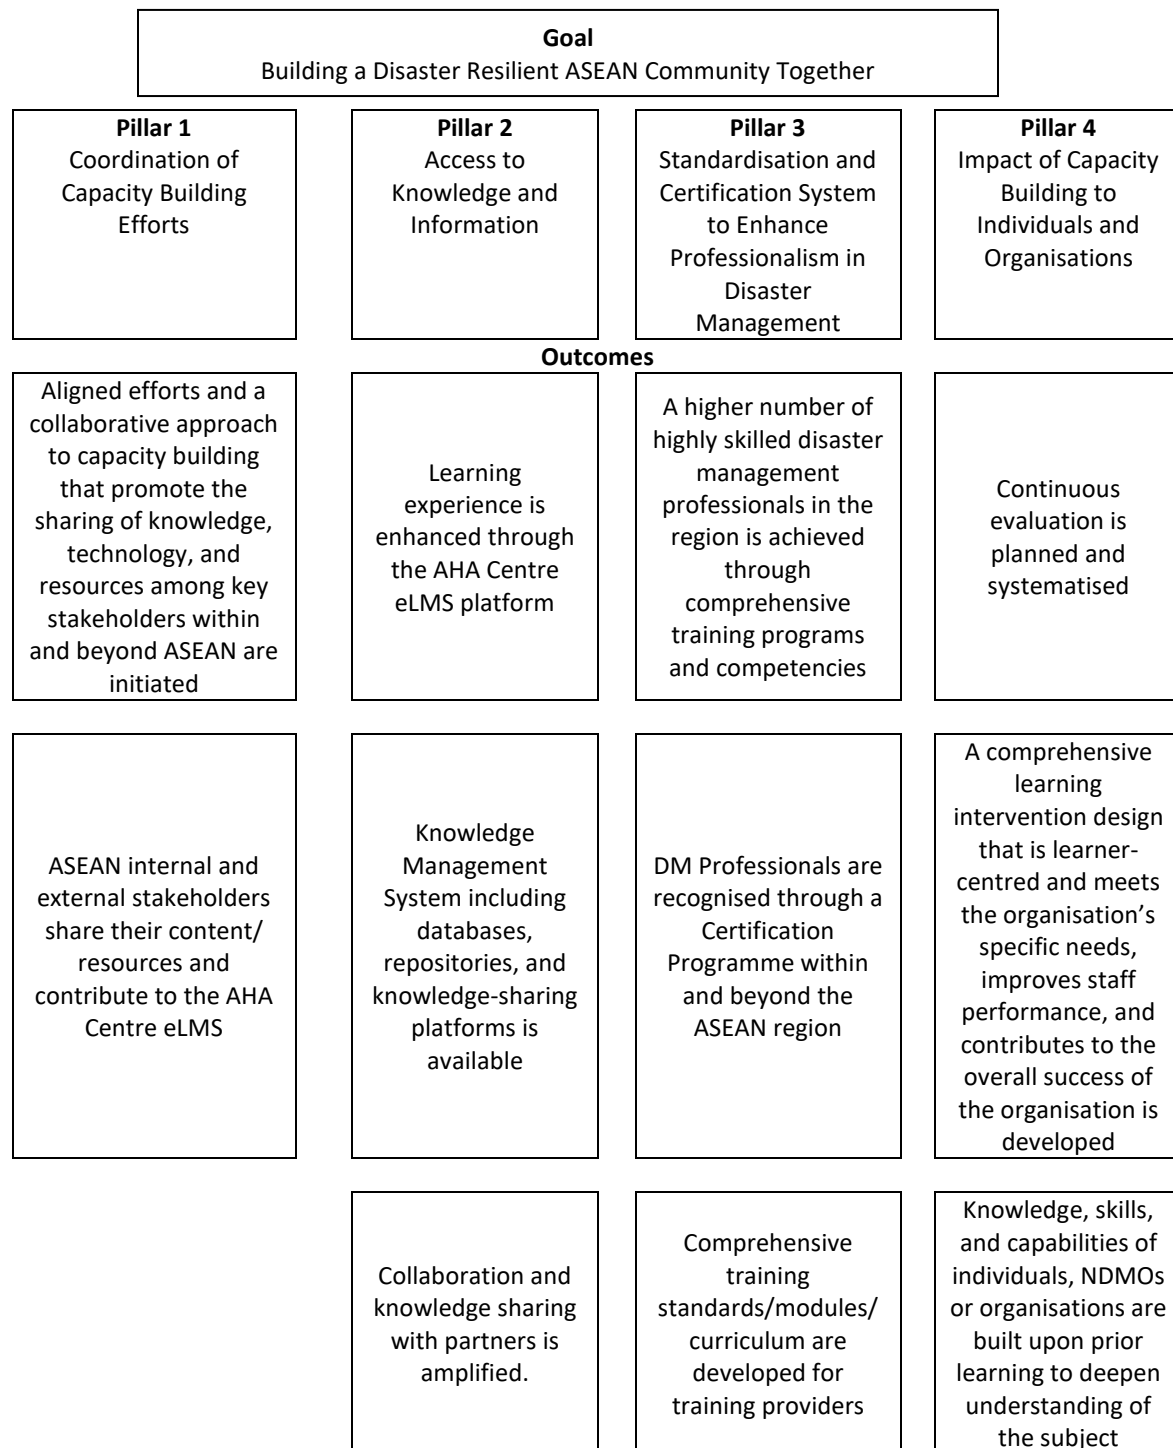 Goal
Building a Disaster Resilient ASEAN Community Together
Pillar 1
Coordination of
Capacity Building
Efforts
Pillar 2
Access to
Knowledge and
Information
Pillar 3
Standardisation and
Certification System
to Enhance
Professionalism in
Disaster
Management
Pillar 4
Impact of Capacity
Building to
Individuals and
Organisations
Outcomes
Aligned efforts and a
collaborative approach
to capacity building
that promote the
sharing of knowledge,
technology, and
resources among key
stakeholders within
and beyond ASEAN are
initiated
Learning
experience is
enhanced through
the AHA Centre
eLMS platform
A higher number of
highly skilled disaster
management
professionals in the
region is achieved
through
comprehensive
training programs
and competencies
Continuous
evaluation is
planned and
systematised
ASEAN internal and
external stakeholders
share their content/
resources and
contribute to the AHA
Centre eLMS
Knowledge
Management
System including
databases,
repositories, and
knowledge-sharing
platforms is
available
DM Professionals are
recognised through a
Certification
Programme within
and beyond the
ASEAN region
A comprehensive
learning
intervention design
that is learner-
centred and meets
the organisation’s
specific needs,
improves staff
performance, and
contributes to the
overall success of
the organisation is
developed
Collaboration and
knowledge sharing
with partners is
amplified.
Comprehensive
training
standards/modules/
curriculum are
developed for
training providers
Knowledge, skills,
and capabilities of
individuals, NDMOs
or organisations are
built upon prior
learning to deepen
understanding of
the subject